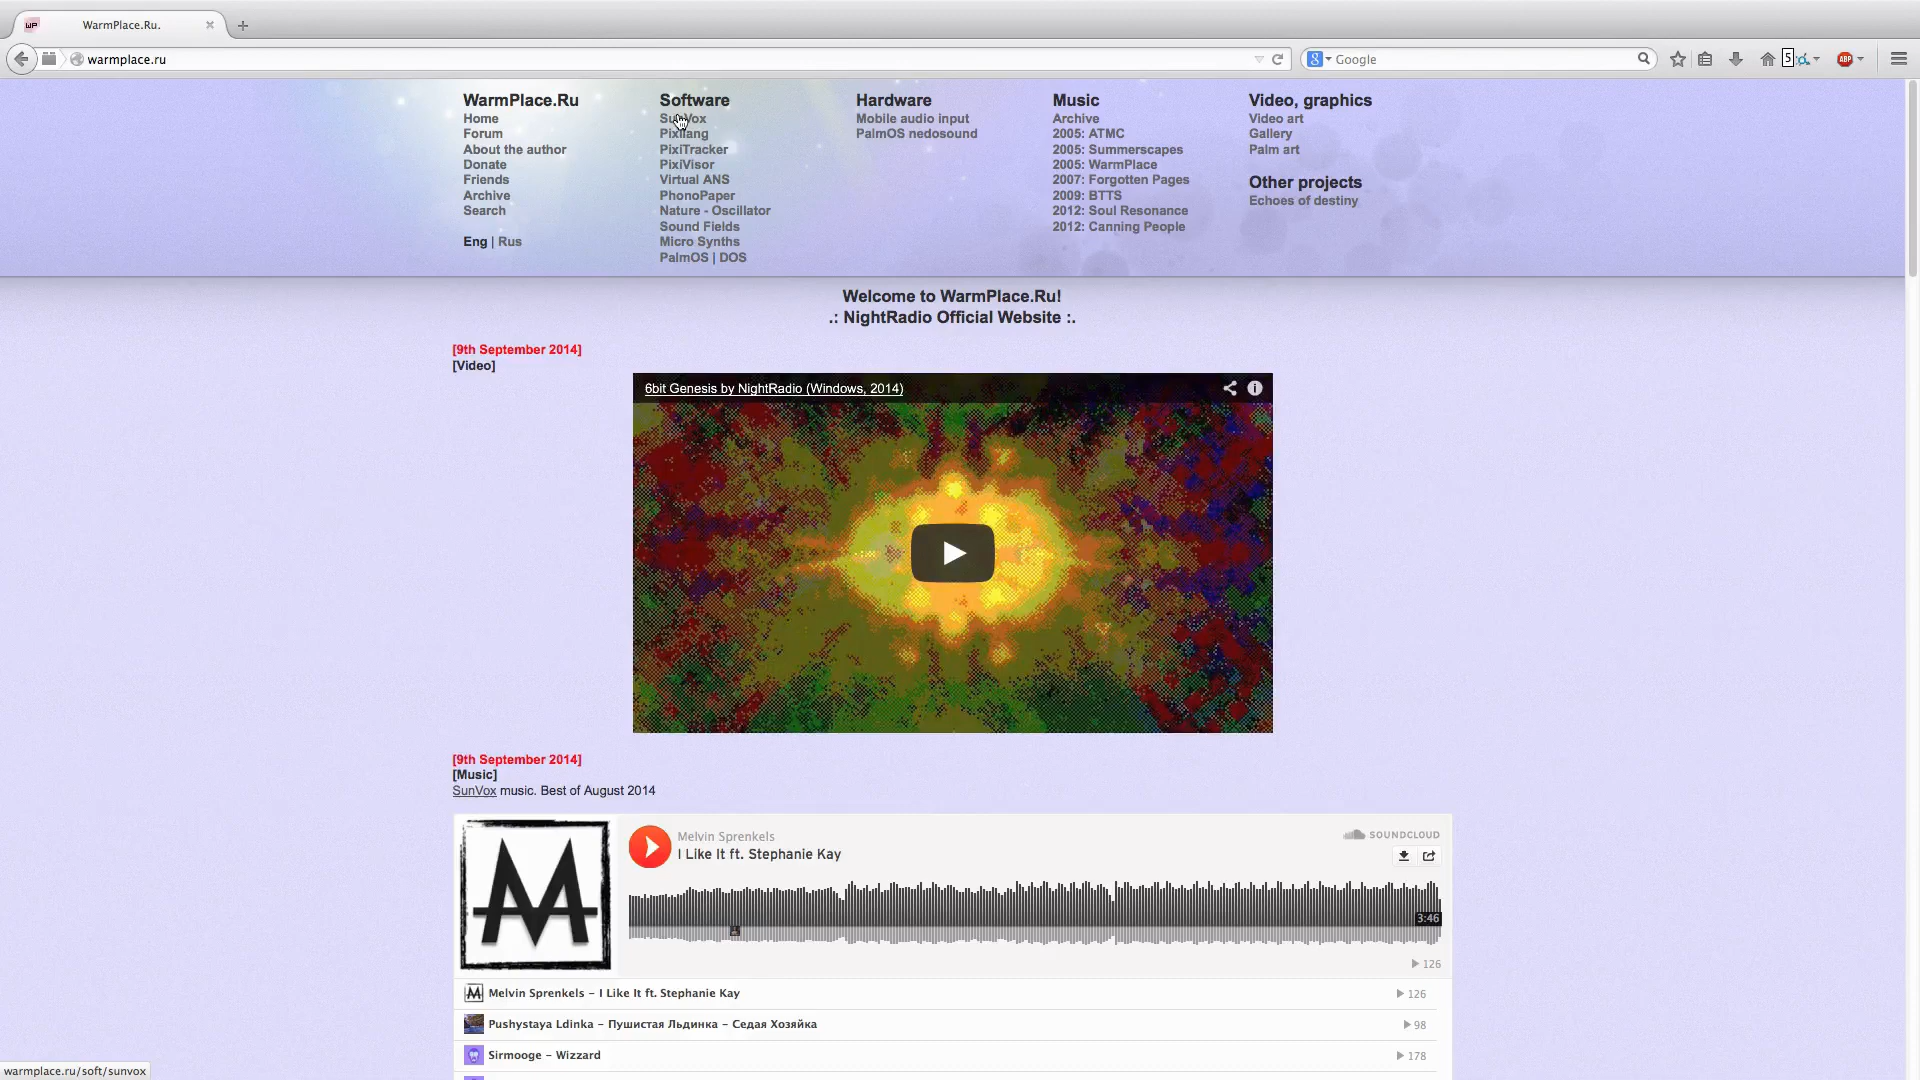 WP WarmPlace.Ru.
warmplace.ru
8 Google
5
ABP
WarmPlace.Ru
Home
Forum
About the author
Donate
Friends
Archive
Search
Eng | Rus
Software
SunVox
Pixilang
PixiTracker
PixiVisor
Virtual ANS
PhonoPaper
Nature - Oscillator
Sound Fields
Micro Synths
PalmOS | DOS
Hardware
Mobile audio input
PalmOS nedosound
Music
Archive
2005: ATMC
2005: Summerscapes
2005: WarmPlace
2007: Forgotten Pages
2009: BTTS
2012: Soul Resonance
2012: Canning People
Video, graphics
Video art
Gallery
Palm art
Other projects
Echoes of destiny
Welcome to WarmPlace.Ru!
.: NightRadio Official Website :.
[9th September 2014]
[Video]
6bit Genesis by NightRadio (Windows, 2014)
[9th September 2014]
[Music]
SunVox music. Best of August 2014
M
Melvin Sprenkels
I Like It ft. Stephanie Kay
SOUNDCLOUD
3:46
126
Melvin Sprenkels – I Like It ft. Stephanie Kay 126
Pushystaya Ldinka – Пушистая Льдинка – Седая Хозяйка 98
Sirmooge – Wizzard 178
warmplace.ru/soft/sunvox